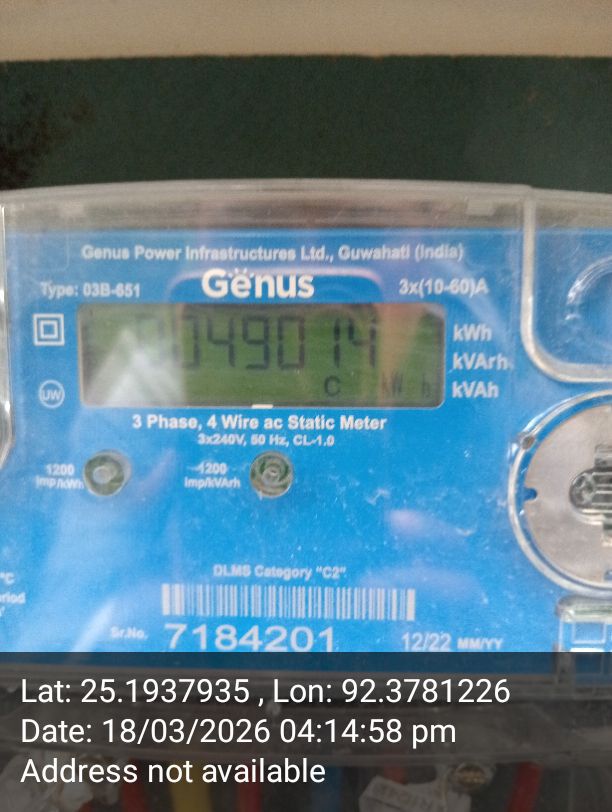 Genus Power Infrastructures Ltd., Guwahati (India)
Type: 03B-651
Genus
3x(10-60)A
049014
C kW h
kWh
kVArh
kVAh
UW
3 Phase, 4 Wire ac Static Meter
3x240V, 50 Hz, CL-1.0
1200
imp/kWh
1200
imp/kVArh
°C
DLMS Category "C2"
Sr.No. 7184201 12/22 MM/YY
Lat: 25.1937935 , Lon: 92.3781226
Date: 18/03/2026 04:14:58 pm
Address not available